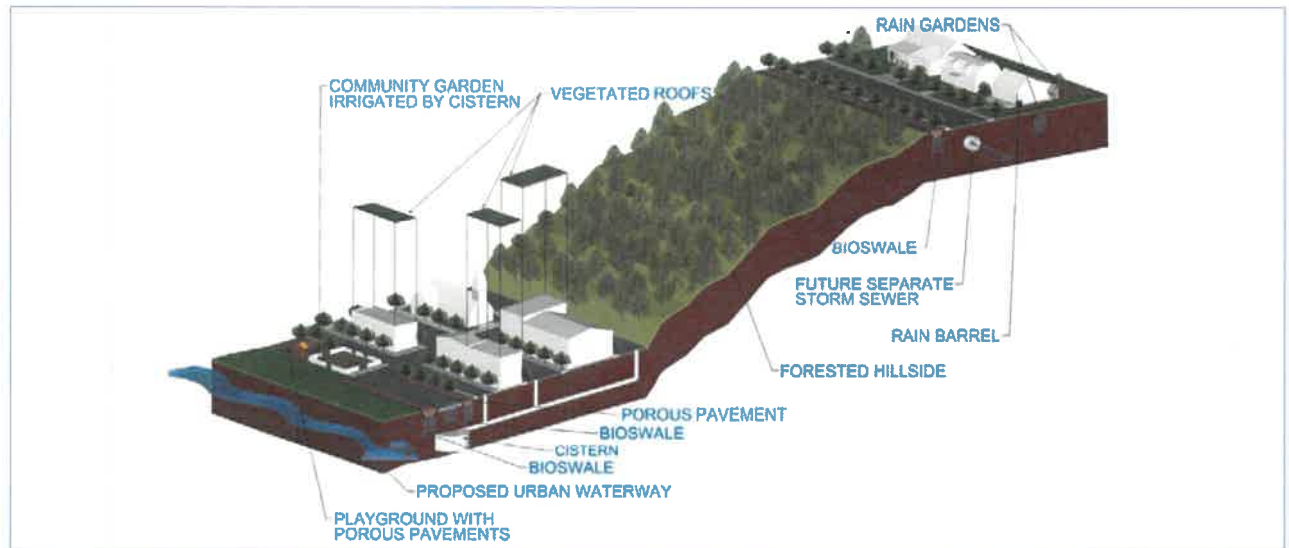 RAIN GARDENS
COMMUNITY GARDEN
IRRIGATED BY CISTERN
VEGETATED ROOFS
BIOSWALE
FUTURE SEPARATE
STORM SEWER
RAIN BARREL
FORESTED HILLSIDE
POROUS PAVEMENT
BIOSWALE
CISTERN
BIOSWALE
PROPOSED URBAN WATERWAY
PLAYGROUND WITH
POROUS PAVEMENTS